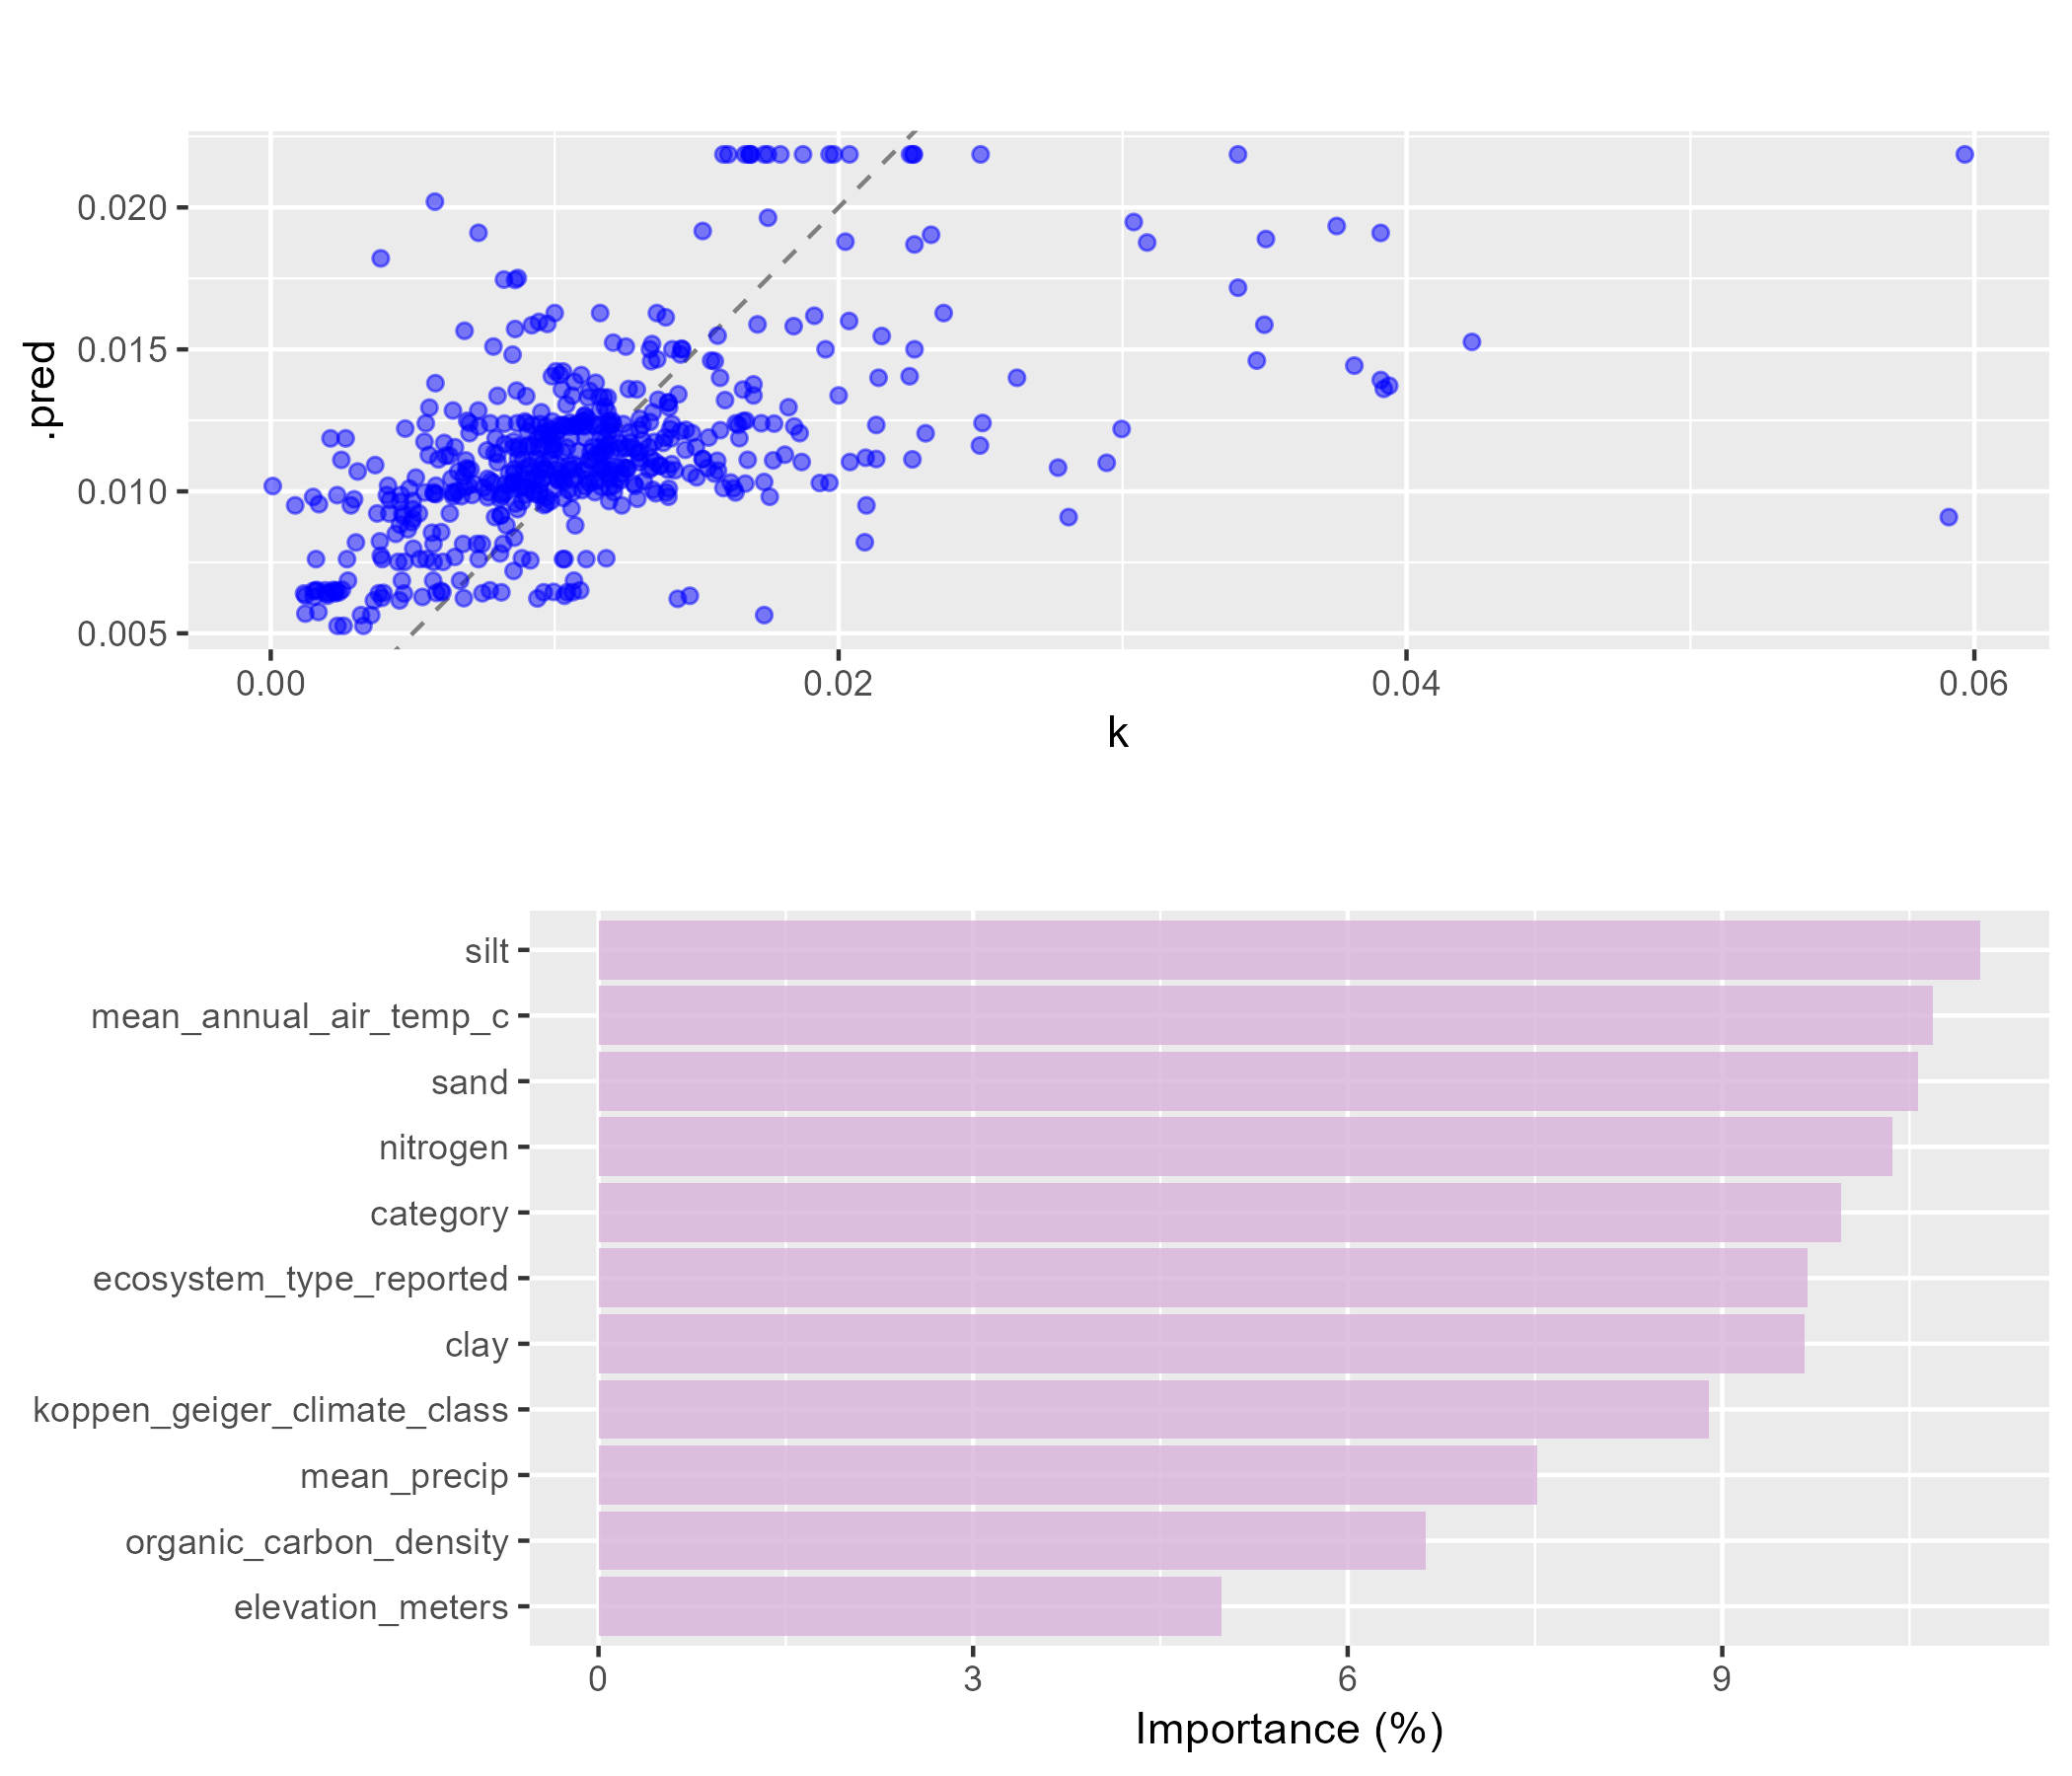 0.020
0.015
0.010
0.005
.pred
0.00
0.02
0.04
0.06
k
silt
mean_annual_air_temp_c
sand
nitrogen
category
ecosystem_type_reported
clay
koppen_geiger_climate_class
mean_precip
organic_carbon_density
elevation_meters
0
3
6
9
Importance (%)